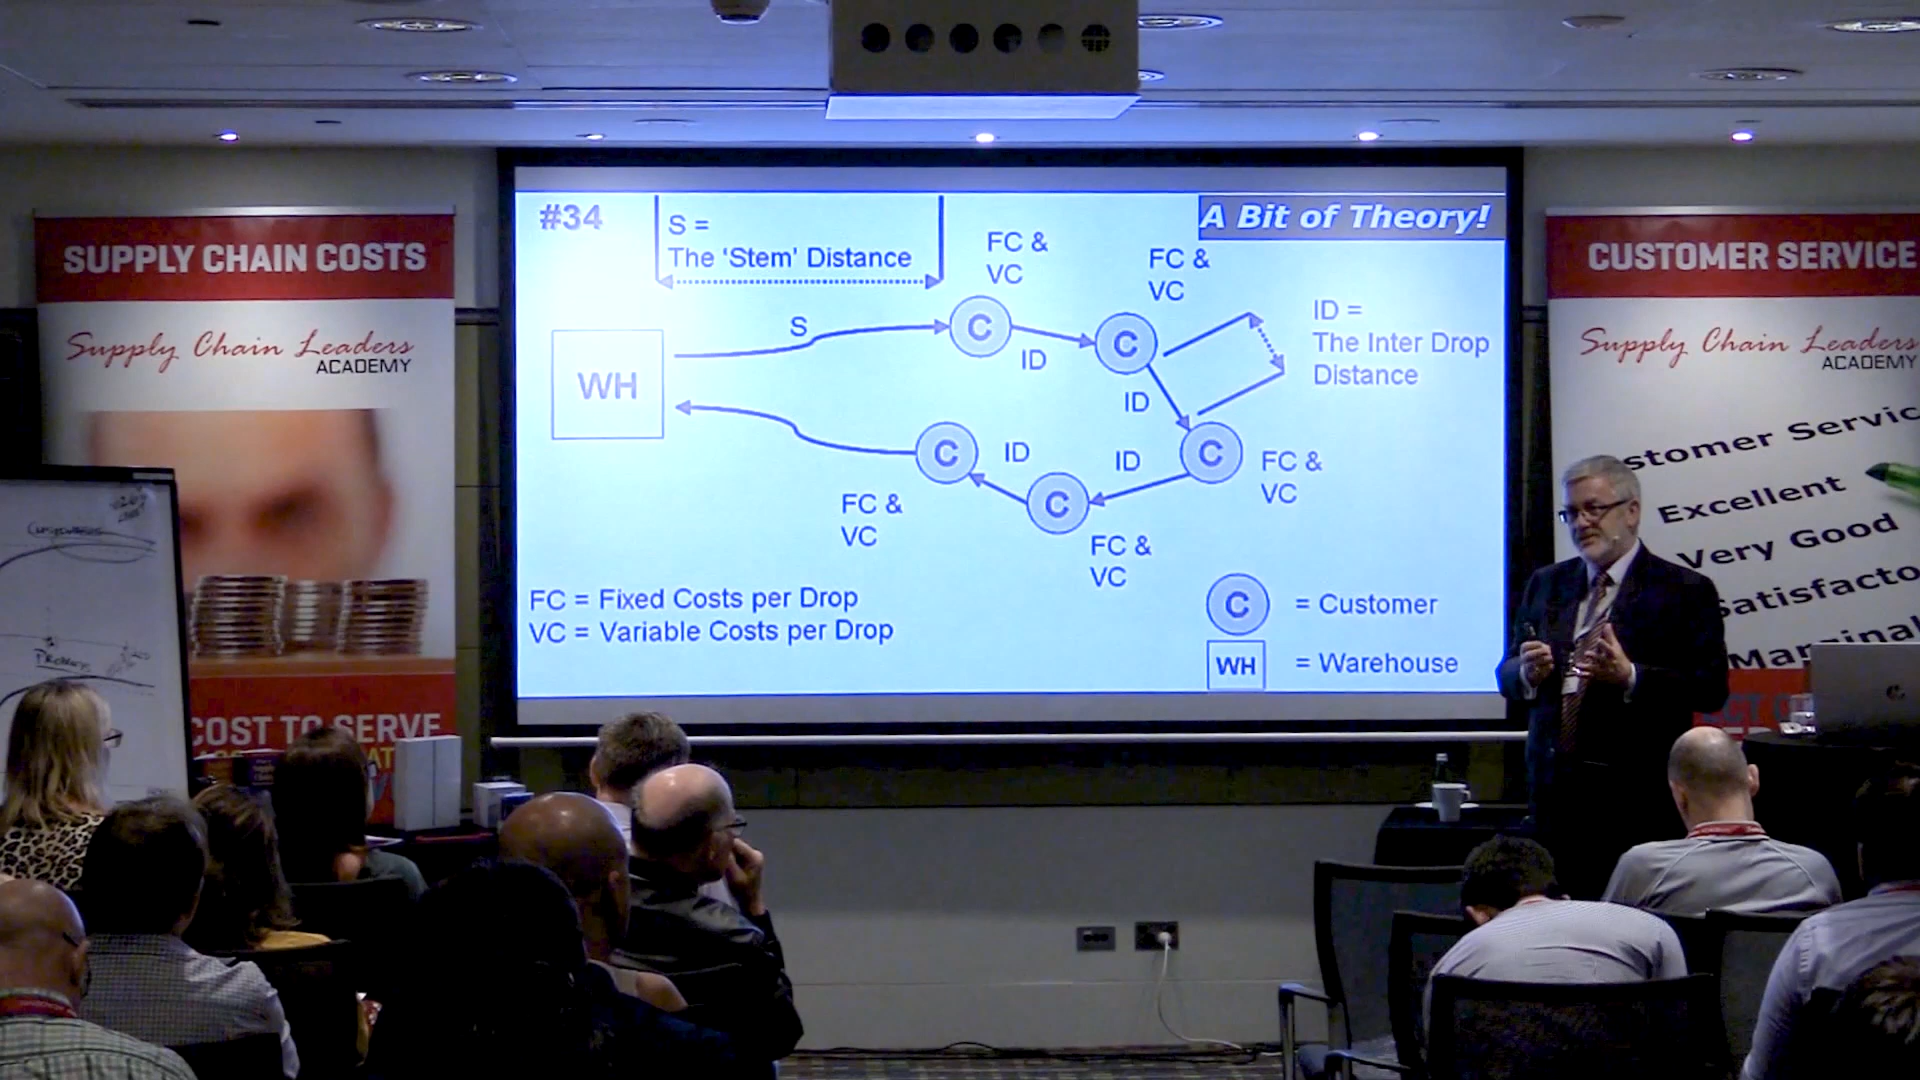 SUPPLY CHAIN COSTS
Supply Chain Leaders
ACADEMY
COST TO SERVE
Customers
#34
S =
The 'Stem' Distance
A Bit of Theory!
FC &
VC
FC &
VC
S
C
C
ID
ID =
The Inter Drop
Distance
WH
ID
C
ID
ID
C
FC &
VC
FC &
VC
C
FC &
VC
FC = Fixed Costs per Drop
VC = Variable Costs per Drop
C = Customer
WH = Warehouse
CUSTOMER SERVICE
Supply Chain Leaders
ACADEMY
stomer Servic
Excellent
Very Good
Satisfacto
Marginal